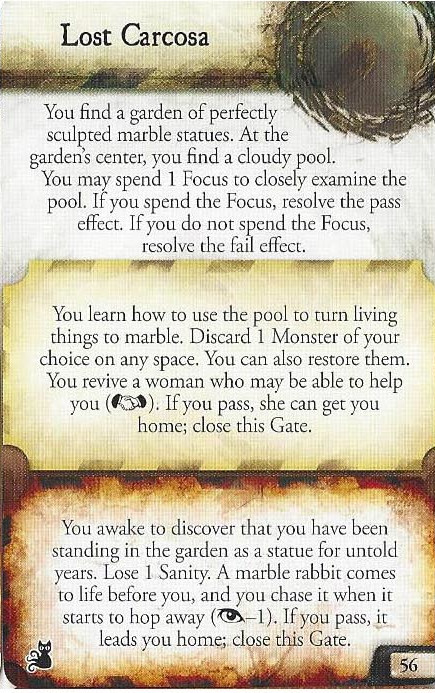 Lost Carcosa
You find a garden of perfectly
sculpted marble statues. At the
garden's center, you find a cloudy pool.
You may spend 1 Focus to closely examine the
pool. If you spend the Focus, resolve the pass
effect. If you do not spend the Focus,
resolve the fail effect.
You learn how to use the pool to turn living
things to marble. Discard 1 Monster of your
choice on any space. You can also restore them.
You revive a woman who may be able to help
you ( ). If you pass, she can get you
home; close this Gate.
You awake to discover that you have been
standing in the garden as a statue for untold
years. Lose 1 Sanity. A marble rabbit comes
to life before you, and you chase it when it
starts to hop away ( –1). If you pass, it
leads you home; close this Gate.
56